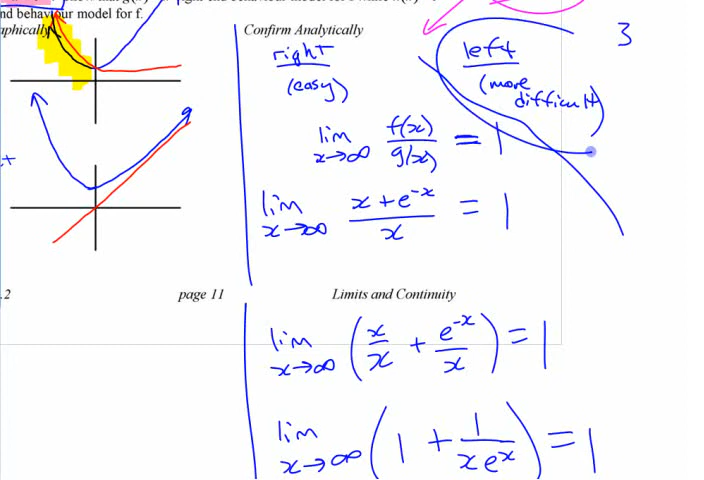 nd behaviour model for f.
aphically
Confirm Analytically
right
(easy)
left
(more
difficult)
3
lim x→∞ f(x)/g(x) = 1
lim x→∞ (x + e^-x)/x = 1
.2
page 11
Limits and Continuity
lim x→∞ (x/x + e^-x/x) = 1
lim x→∞ (1 + 1/(xe^x)) = 1